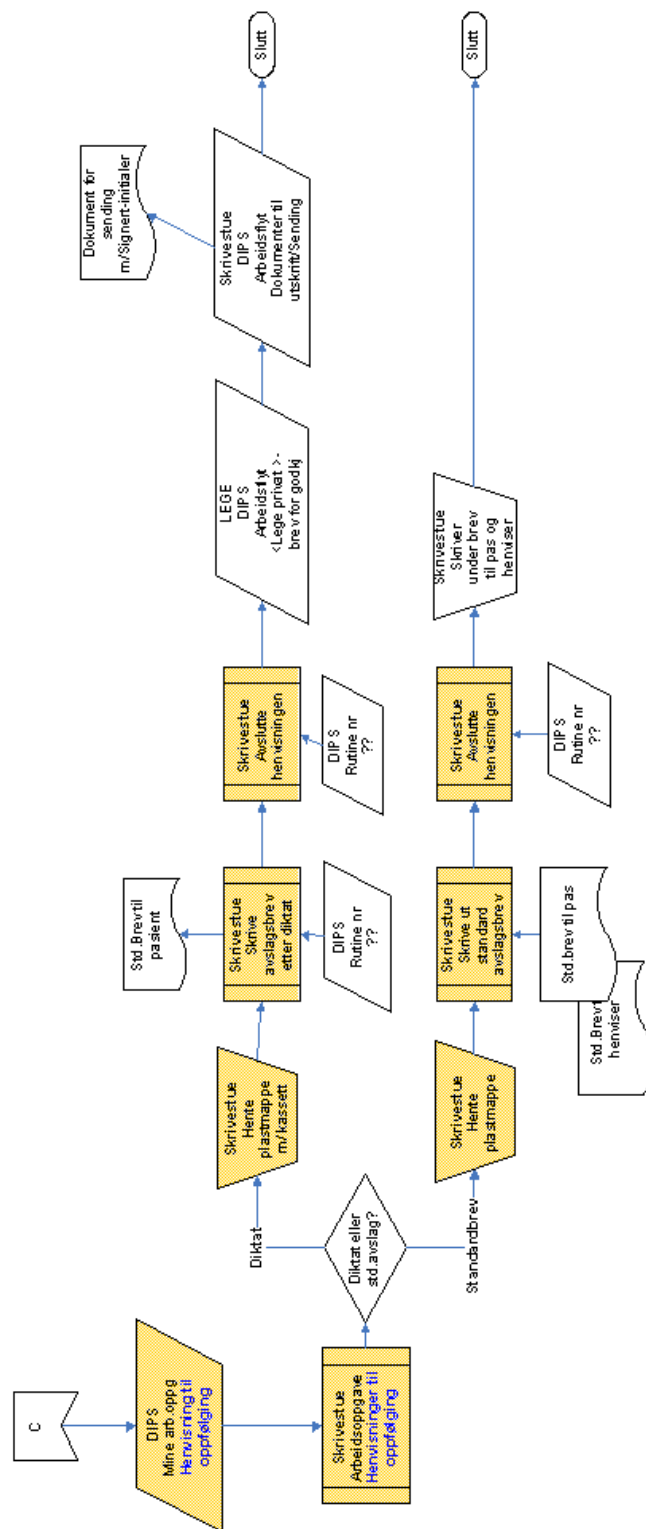 C
DIPS
Mine arb.oppg
Henvisning til
oppfølging
Skrivestue
Arbeidsoppgave
Henvisninger til
oppfølging
Diktat eller
std.avslag?
Diktat
Skrivestue
Hente
plastmappe
m/kassett
Std.Brev til
pasient
Skrivestue
Skrive
avslagsbrev
etter diktat
DIPS
Rutine nr
??
Skrivestue
Avslutte
henvisningen
DIPS
Rutine nr
??
LEGE
DIPS
Arbeidsflyt
<Lege privat >-
brev for godkj
Dokument for
sending
m/Signert-initialer
Skrivestue
DIPS
Arbeidsflyt
Dokumenter til
utskrift/Sending
Slutt
Standardbrev
Skrivestue
Hente
plastmappe
Skrivestue
Skrive ut
standard
avslagsbrev
Std.brev til pas
Std.Brev t
henviser
Skrivestue
Avslutte
henvisningen
DIPS
Rutine nr
??
Skrivestue
Skriver
under brev
til pas og
henviser
Slutt